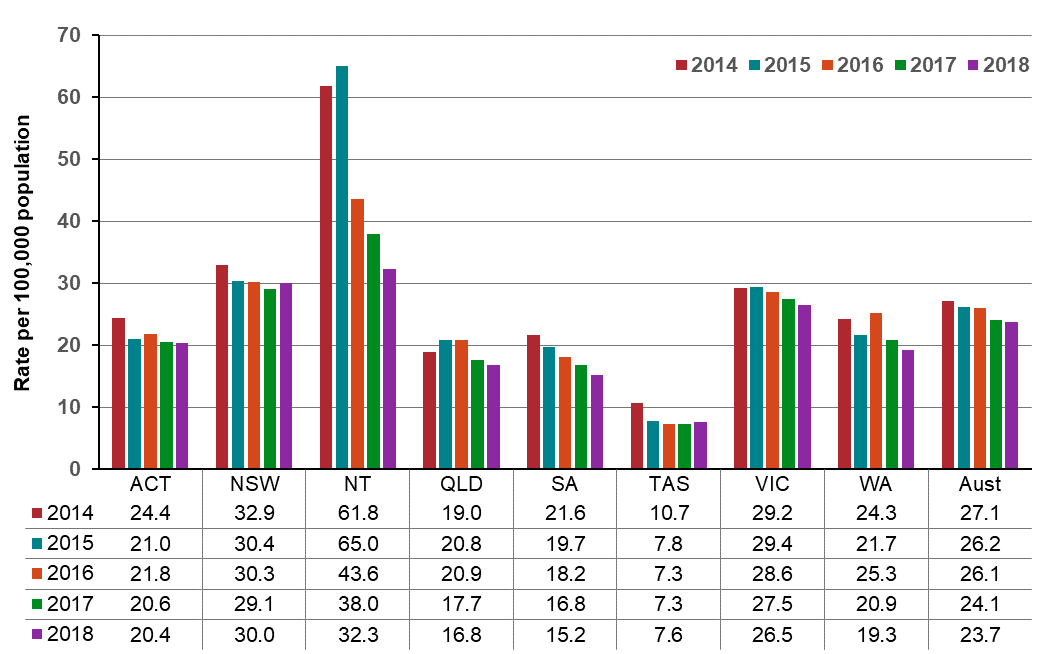 Rate per 100,000 population
70
60
50
40
30
20
10
0
2014 2015 2016 2017 2018
ACT NSW NT QLD SA TAS VIC WA Aust
2014 24.4 32.9 61.8 19.0 21.6 10.7 29.2 24.3 27.1
2015 21.0 30.4 65.0 20.8 19.7 7.8 29.4 21.7 26.2
2016 21.8 30.3 43.6 20.9 18.2 7.3 28.6 25.3 26.1
2017 20.6 29.1 38.0 17.7 16.8 7.3 27.5 20.9 24.1
2018 20.4 30.0 32.3 16.8 15.2 7.6 26.5 19.3 23.7